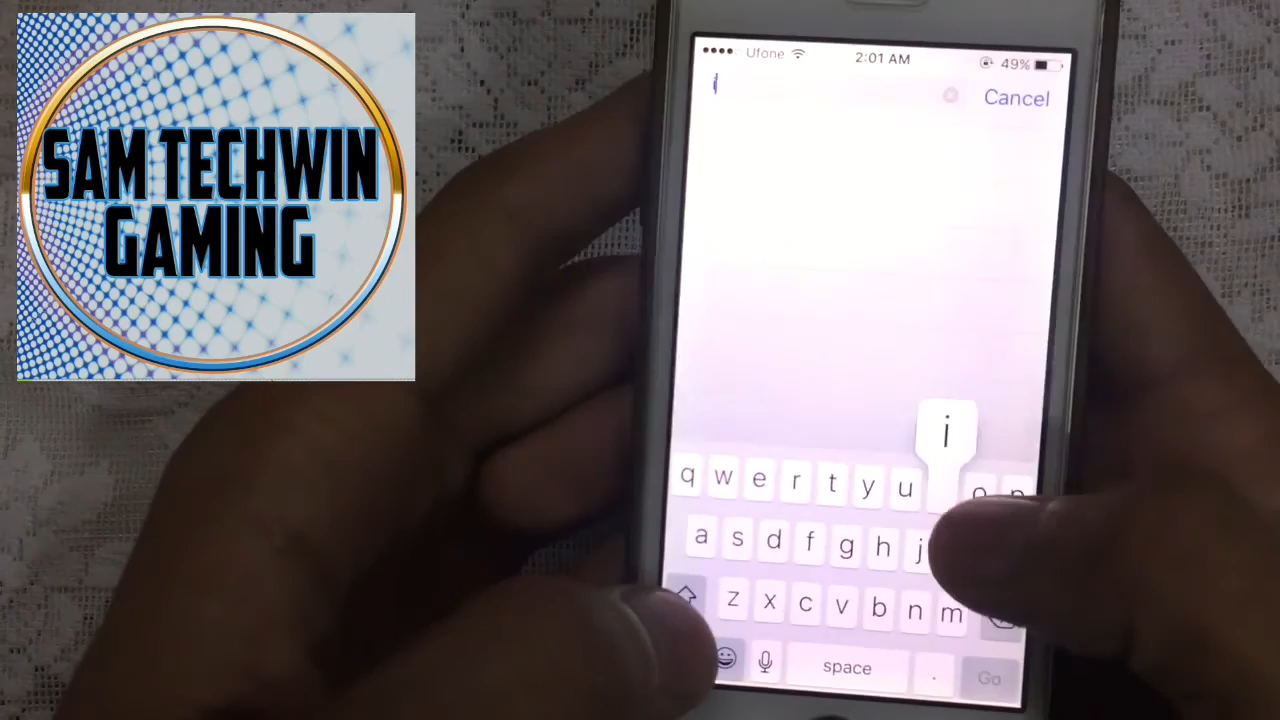 SAM TECHWIN
GAMING
Ufone 2:01 AM 49%
i Cancel
i
q w e r t y u o p
a s d f g h j
z x c v b n m
space . Go